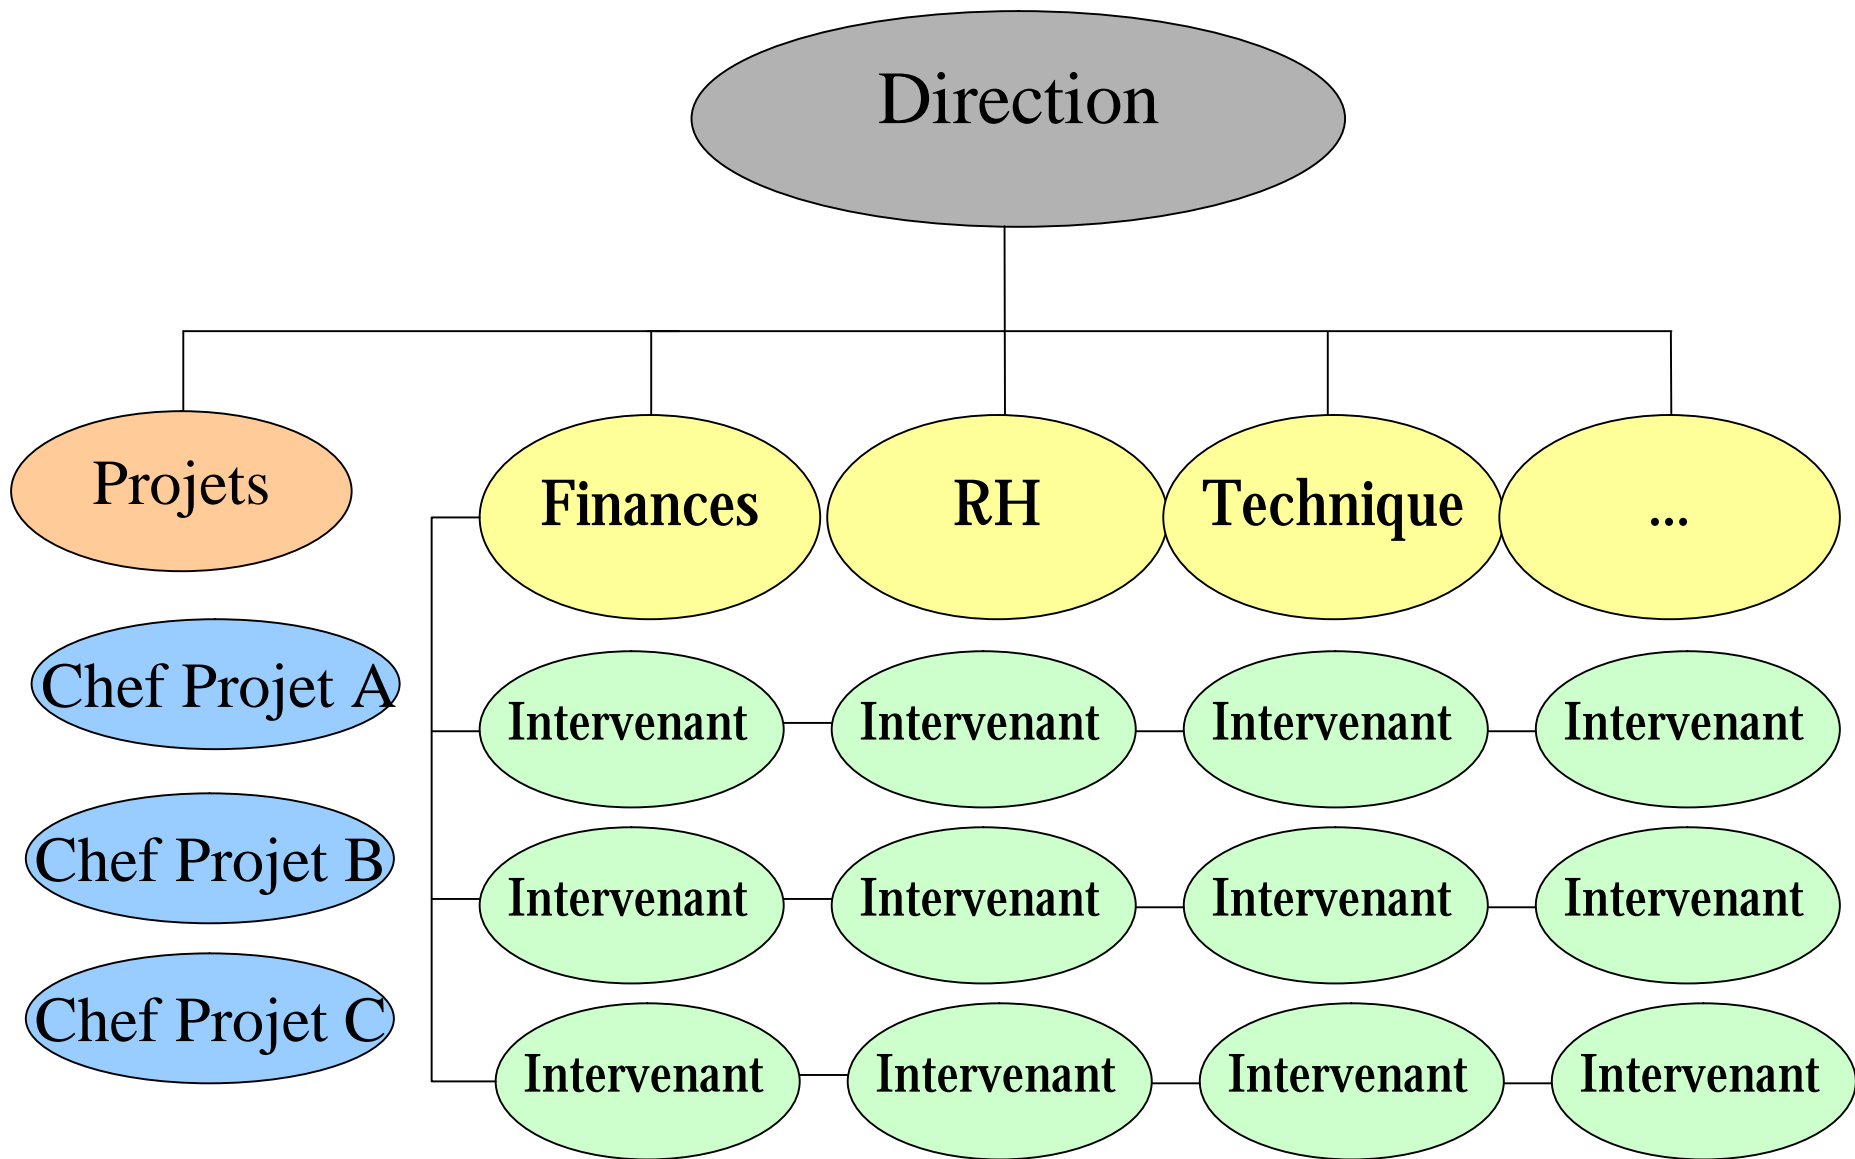 Direction
Projets
Finances
RH
Technique
...
Chef Projet A
Intervenant
Intervenant
Intervenant
Intervenant
Chef Projet B
Intervenant
Intervenant
Intervenant
Intervenant
Chef Projet C
Intervenant
Intervenant
Intervenant
Intervenant